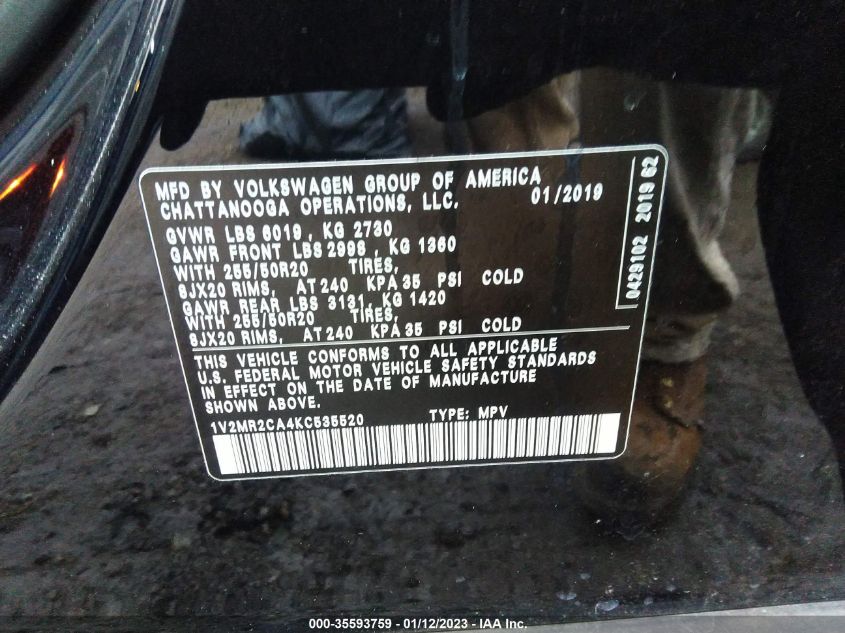 MFD BY VOLKSWAGEN GROUP OF AMERICA
CHATTANOOGA OPERATIONS, LLC. 01/2019
GVWR LBS 6019 , KG 2730
GAWR FRONT LBS 2998 , KG 1360
WITH 255/50R20 TIRES,
8JX20 RIMS, AT 240 KPA 35 PSI COLD
GAWR REAR LBS 3131, KG 1420
WITH 255/50R20 TIRES,
8JX20 RIMS, AT 240 KPA 35 PSI COLD
THIS VEHICLE CONFORMS TO ALL APPLICABLE
U.S. FEDERAL MOTOR VEHICLE SAFETY STANDARDS
IN EFFECT ON THE DATE OF MANUFACTURE
SHOWN ABOVE.
1V2MR2CA4KC535520 TYPE: MPV
0429102 2019 62
000-35593759 - 01/12/2023 - IAA Inc.